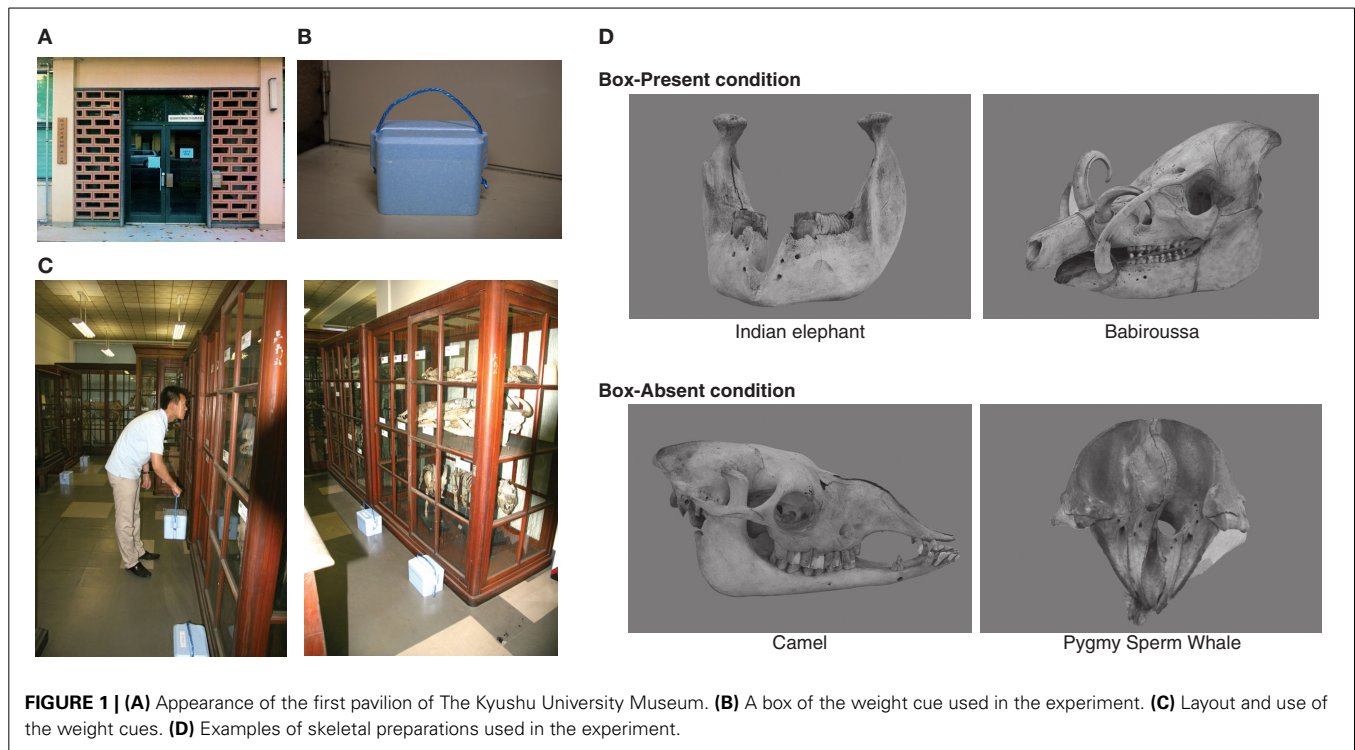 A
B
C
D
Box-Present condition
Indian elephant
Babiroussa
Box-Absent condition
Camel
Pygmy Sperm Whale
FIGURE 1 | (A) Appearance of the first pavilion of The Kyushu University Museum. (B) A box of the weight cue used in the experiment. (C) Layout and use of
the weight cues. (D) Examples of skeletal preparations used in the experiment.